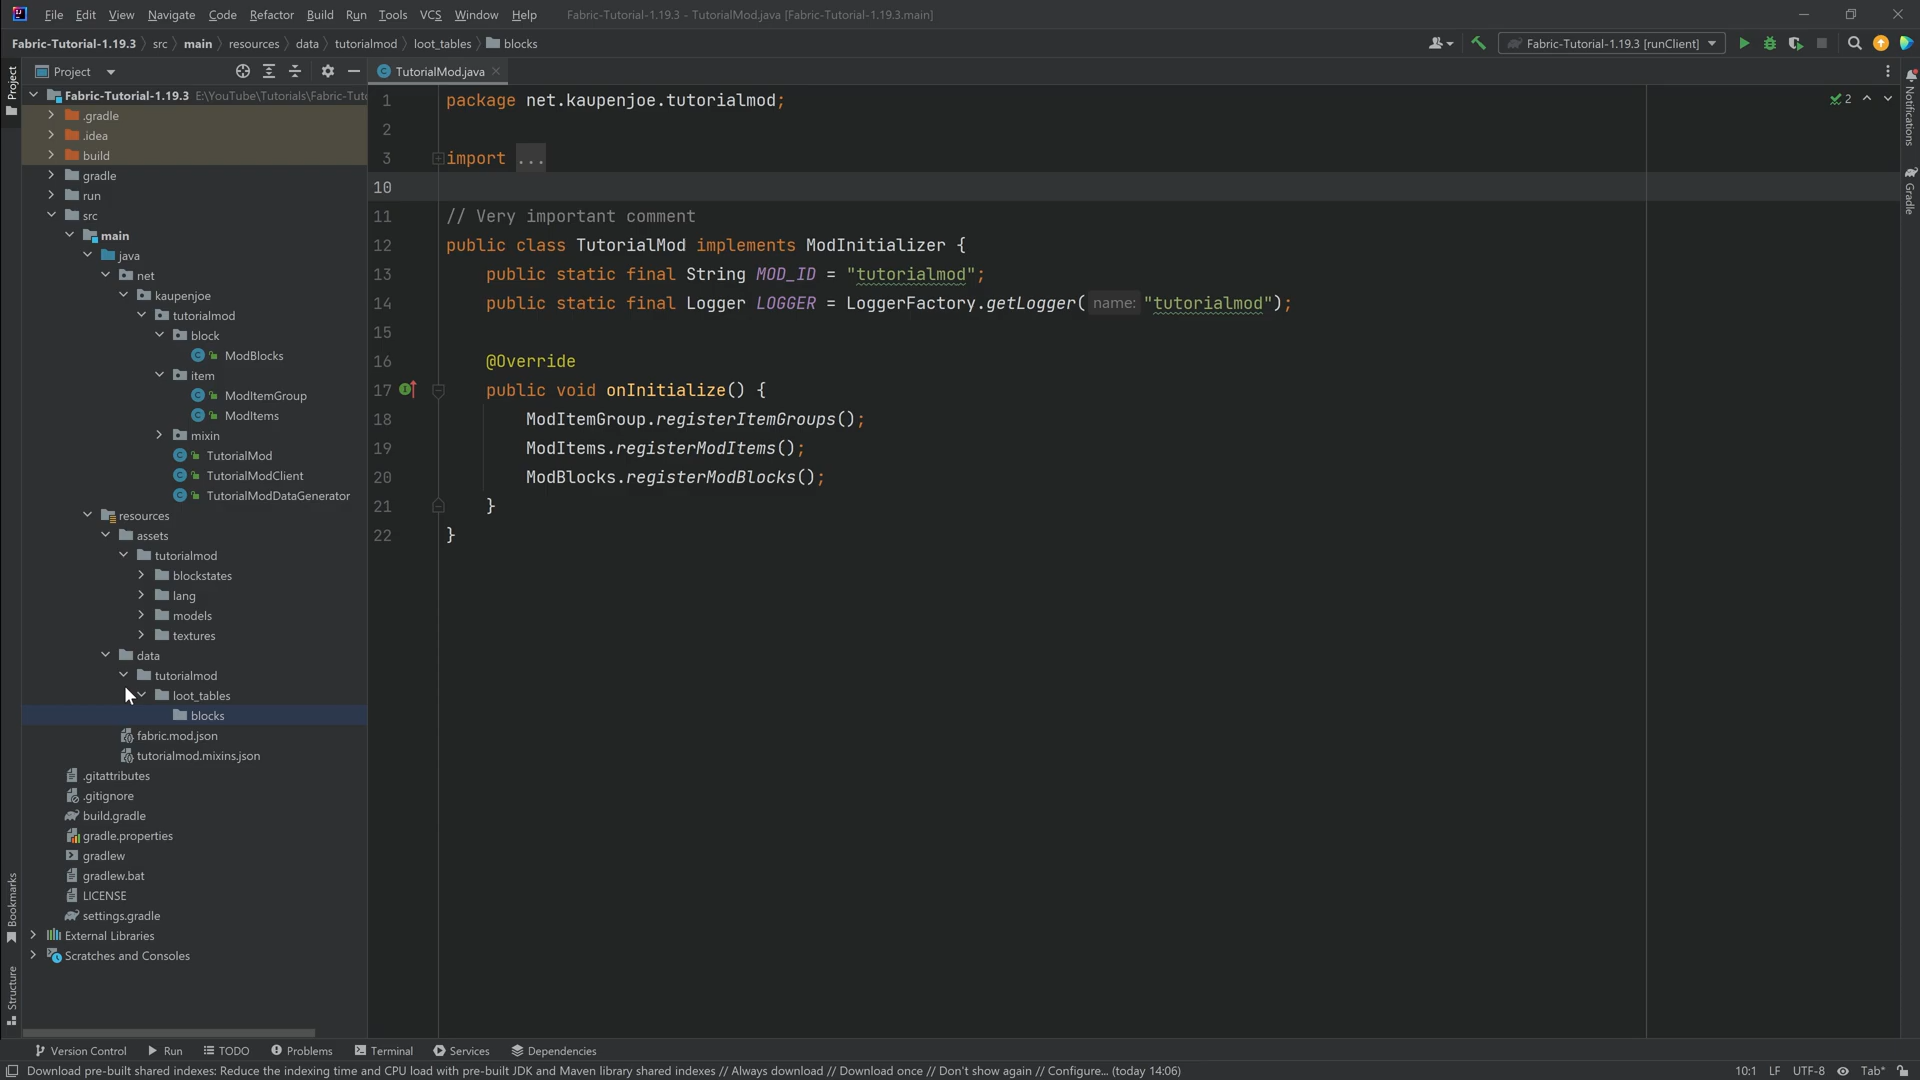 File Edit View Navigate Code Refactor Build Run Tools VCS Window Help Fabric-Tutorial-1.19.3 - TutorialMod.java [Fabric-Tutorial-1.19.3.main]
Fabric-Tutorial-1.19.3 src main resources data tutorialmod loot_tables blocks Fabric-Tutorial-1.19.3 [runClient]
Project
Project
TutorialMod.java
Fabric-Tutorial-1.19.3 E:\YouTube\Tutorials\Fabric-Tuto
.gradle
.idea
build
gradle
run
src
main
java
net
kaupenjoe
tutorialmod
block
ModBlocks
item
ModItemGroup
ModItems
mixin
TutorialMod
TutorialModClient
TutorialModDataGenerator
resources
assets
tutorialmod
blockstates
lang
models
textures
data
tutorialmod
loot_tables
blocks
fabric.mod.json
tutorialmod.mixins.json
.gitattributes
.gitignore
build.gradle
gradle.properties
gradlew
gradlew.bat
LICENSE
settings.gradle
External Libraries
Scratches and Consoles
Bookmarks
Structure
1 package net.kaupenjoe.tutorialmod;
2
3 import ...
10
11 // Very important comment
12 public class TutorialMod implements ModInitializer {
13 public static final String MOD_ID = "tutorialmod";
14 public static final Logger LOGGER = LoggerFactory.getLogger( name: "tutorialmod");
15
16 @Override
17 public void onInitialize() {
18 ModItemGroup.registerItemGroups();
19 ModItems.registerModItems();
20 ModBlocks.registerModBlocks();
21 }
22 }
2
Notifications
Gradle
Version Control Run TODO Problems Terminal Services Dependencies
Download pre-built shared indexes: Reduce the indexing time and CPU load with pre-built JDK and Maven library shared indexes // Always download // Download once // Don't show again // Configure... (today 14:06) 10:1 LF UTF-8 Tab*